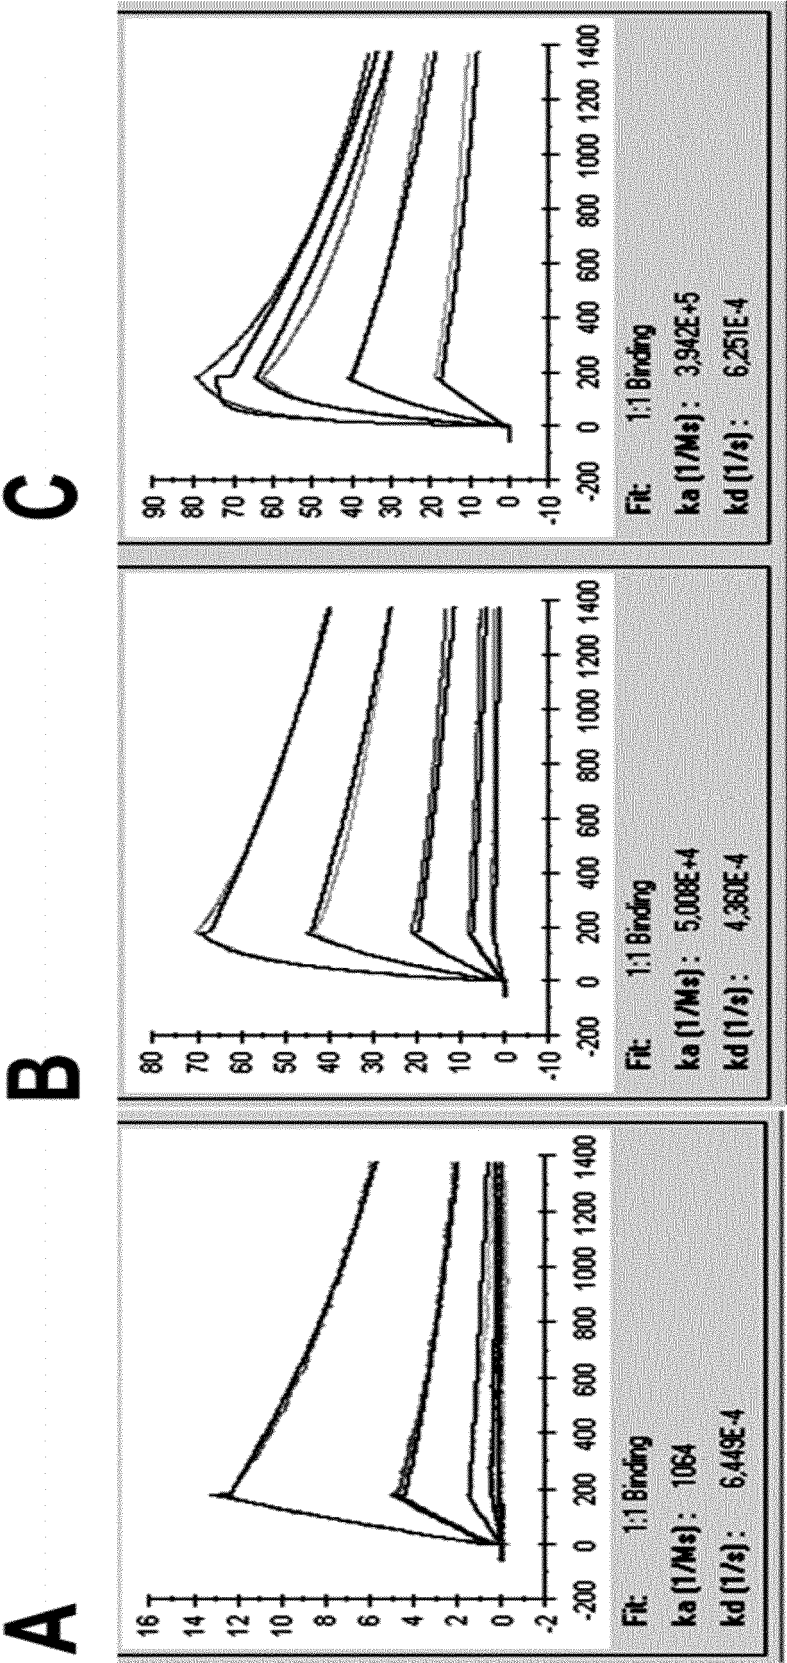 A
16
14
12
10
8
6
4
2
0
-2
-200 0 200 400 600 800 1000 1200 1400
Fit: 1:1 Binding
ka (1/Ms) : 1064
kd (1/s) : 6,449E-4
B
80
70
60
50
40
30
20
10
0
-10
-200 0 200 400 600 800 1000 1200 1400
Fit: 1:1 Binding
ka (1/Ms) : 5,008E+4
kd (1/s) : 4,360E-4
C
90
80
70
60
50
40
30
20
10
0
-10
-200 0 200 400 600 800 1000 1200 1400
Fit: 1:1 Binding
ka (1/Ms) : 3,942E+5
kd (1/s) : 6,251E-4